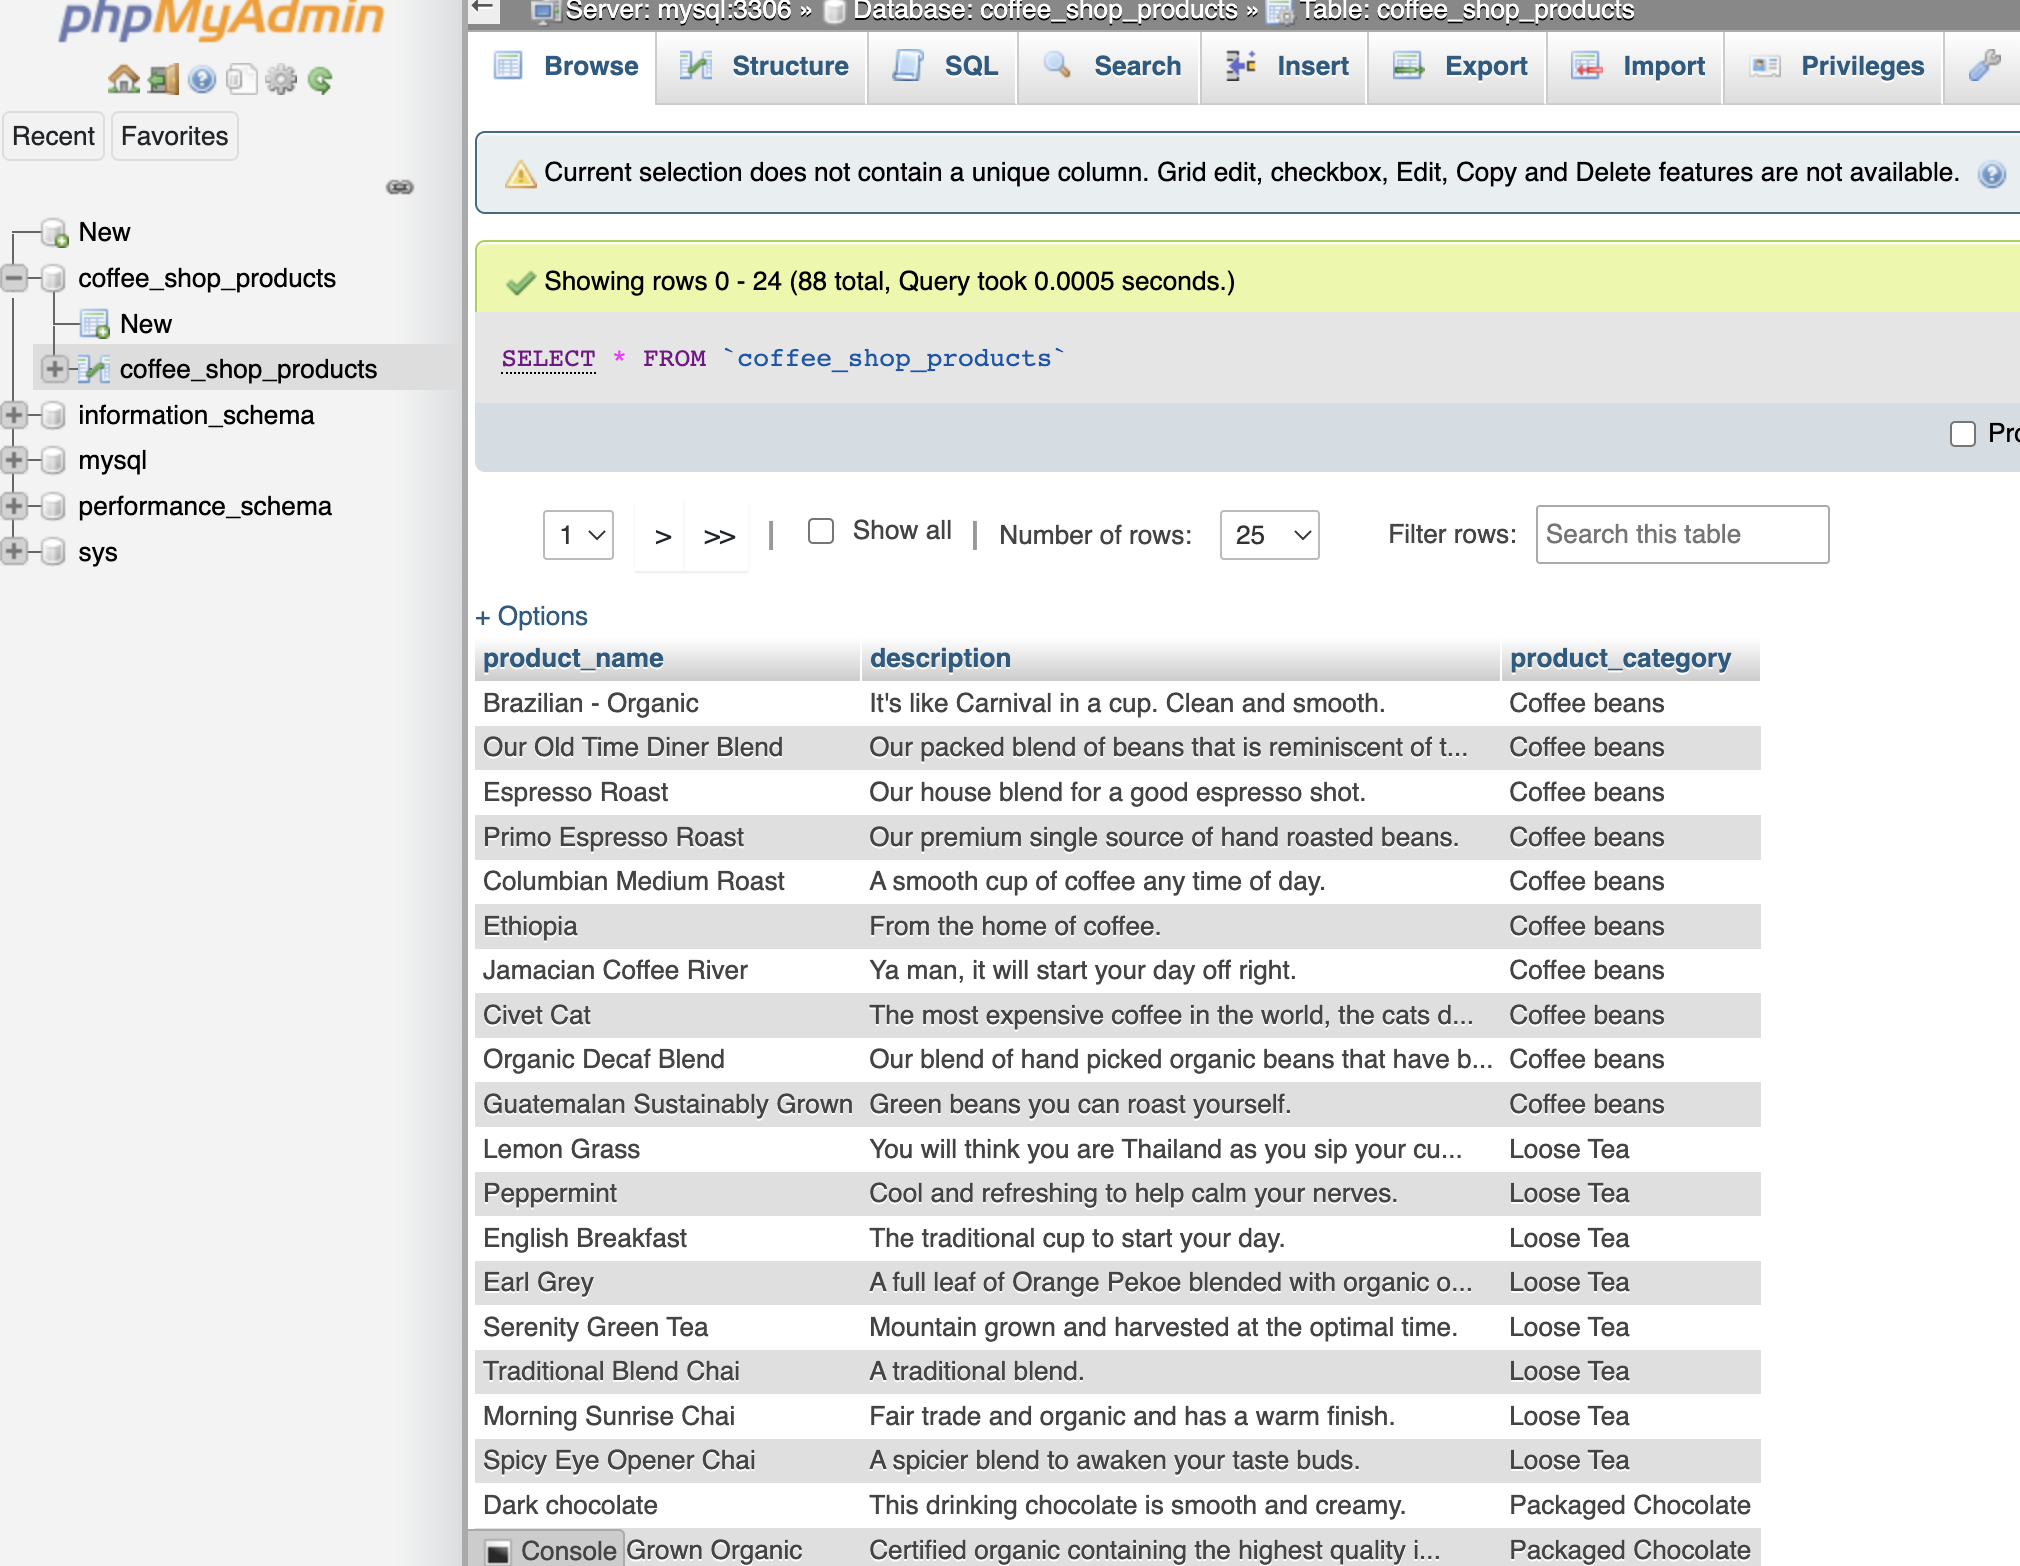 phpMyAdmin
Recent Favorites
New
coffee_shop_products
New
coffee_shop_products
information_schema
mysql
performance_schema
sys
Server: mysql:3306 » Database: coffee_shop_products » Table: coffee_shop_products
Browse Structure SQL Search Insert Export Import Privileges
Current selection does not contain a unique column. Grid edit, checkbox, Edit, Copy and Delete features are not available.
Showing rows 0 - 24 (88 total, Query took 0.0005 seconds.)
SELECT * FROM `coffee_shop_products`
1 > >> | Show all | Number of rows: 25 Filter rows: Search this table
+ Options
product_name description product_category
Brazilian - Organic It's like Carnival in a cup. Clean and smooth. Coffee beans
Our Old Time Diner Blend Our packed blend of beans that is reminiscent of t... Coffee beans
Espresso Roast Our house blend for a good espresso shot. Coffee beans
Primo Espresso Roast Our premium single source of hand roasted beans. Coffee beans
Columbian Medium Roast A smooth cup of coffee any time of day. Coffee beans
Ethiopia From the home of coffee. Coffee beans
Jamacian Coffee River Ya man, it will start your day off right. Coffee beans
Civet Cat The most expensive coffee in the world, the cats d... Coffee beans
Organic Decaf Blend Our blend of hand picked organic beans that have b... Coffee beans
Guatemalan Sustainably Grown Green beans you can roast yourself. Coffee beans
Lemon Grass You will think you are Thailand as you sip your cu... Loose Tea
Peppermint Cool and refreshing to help calm your nerves. Loose Tea
English Breakfast The traditional cup to start your day. Loose Tea
Earl Grey A full leaf of Orange Pekoe blended with organic o... Loose Tea
Serenity Green Tea Mountain grown and harvested at the optimal time. Loose Tea
Traditional Blend Chai A traditional blend. Loose Tea
Morning Sunrise Chai Fair trade and organic and has a warm finish. Loose Tea
Spicy Eye Opener Chai A spicier blend to awaken your taste buds. Loose Tea
Dark chocolate This drinking chocolate is smooth and creamy. Packaged Chocolate
Console Grown Organic Certified organic containing the highest quality i... Packaged Chocolate